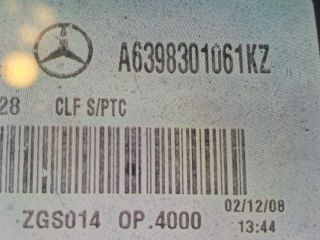 A6398301061KZ
28 CLF S/PTC
02/12/08
ZGS014 OP.4000 13:44